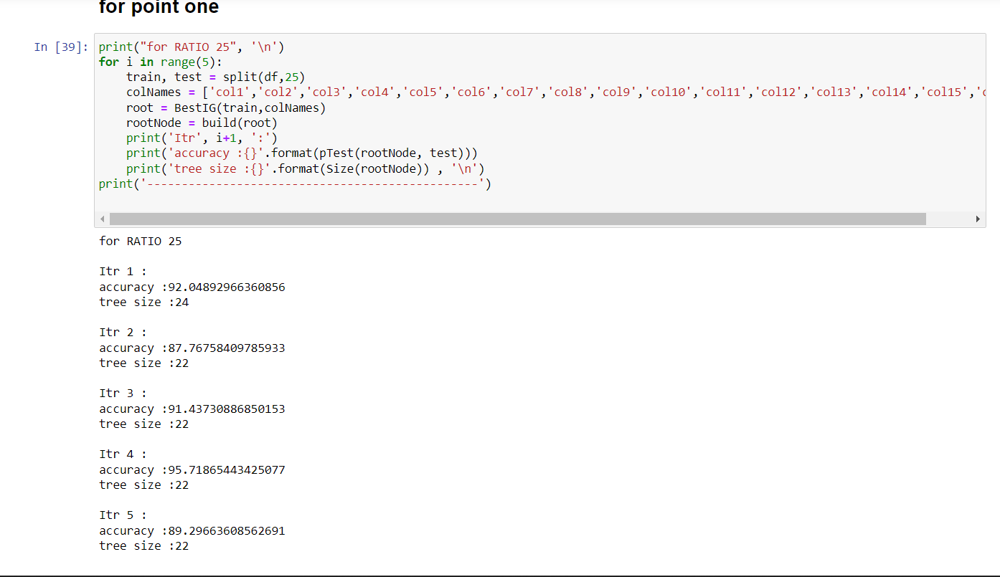 for point one
In [39]: print("for RATIO 25", '\n')
for i in range(5):
    train, test = split(df,25)
    colNames = ['col1','col2','col3','col4','col5','col6','col7','col8','col9','col10','col11','col12','col13','col14','col15','c
    root = BestIG(train,colNames)
    rootNode = build(root)
    print('Itr', i+1, ':')
    print('accuracy :{}'.format(pTest(rootNode, test)))
    print('tree size :{}'.format(Size(rootNode)) , '\n')
print('------------------------------------------------')
for RATIO 25
Itr 1 :
accuracy :92.04892966360856
tree size :24
Itr 2 :
accuracy :87.76758409785933
tree size :22
Itr 3 :
accuracy :91.43730886850153
tree size :22
Itr 4 :
accuracy :95.71865443425077
tree size :22
Itr 5 :
accuracy :89.29663608562691
tree size :22